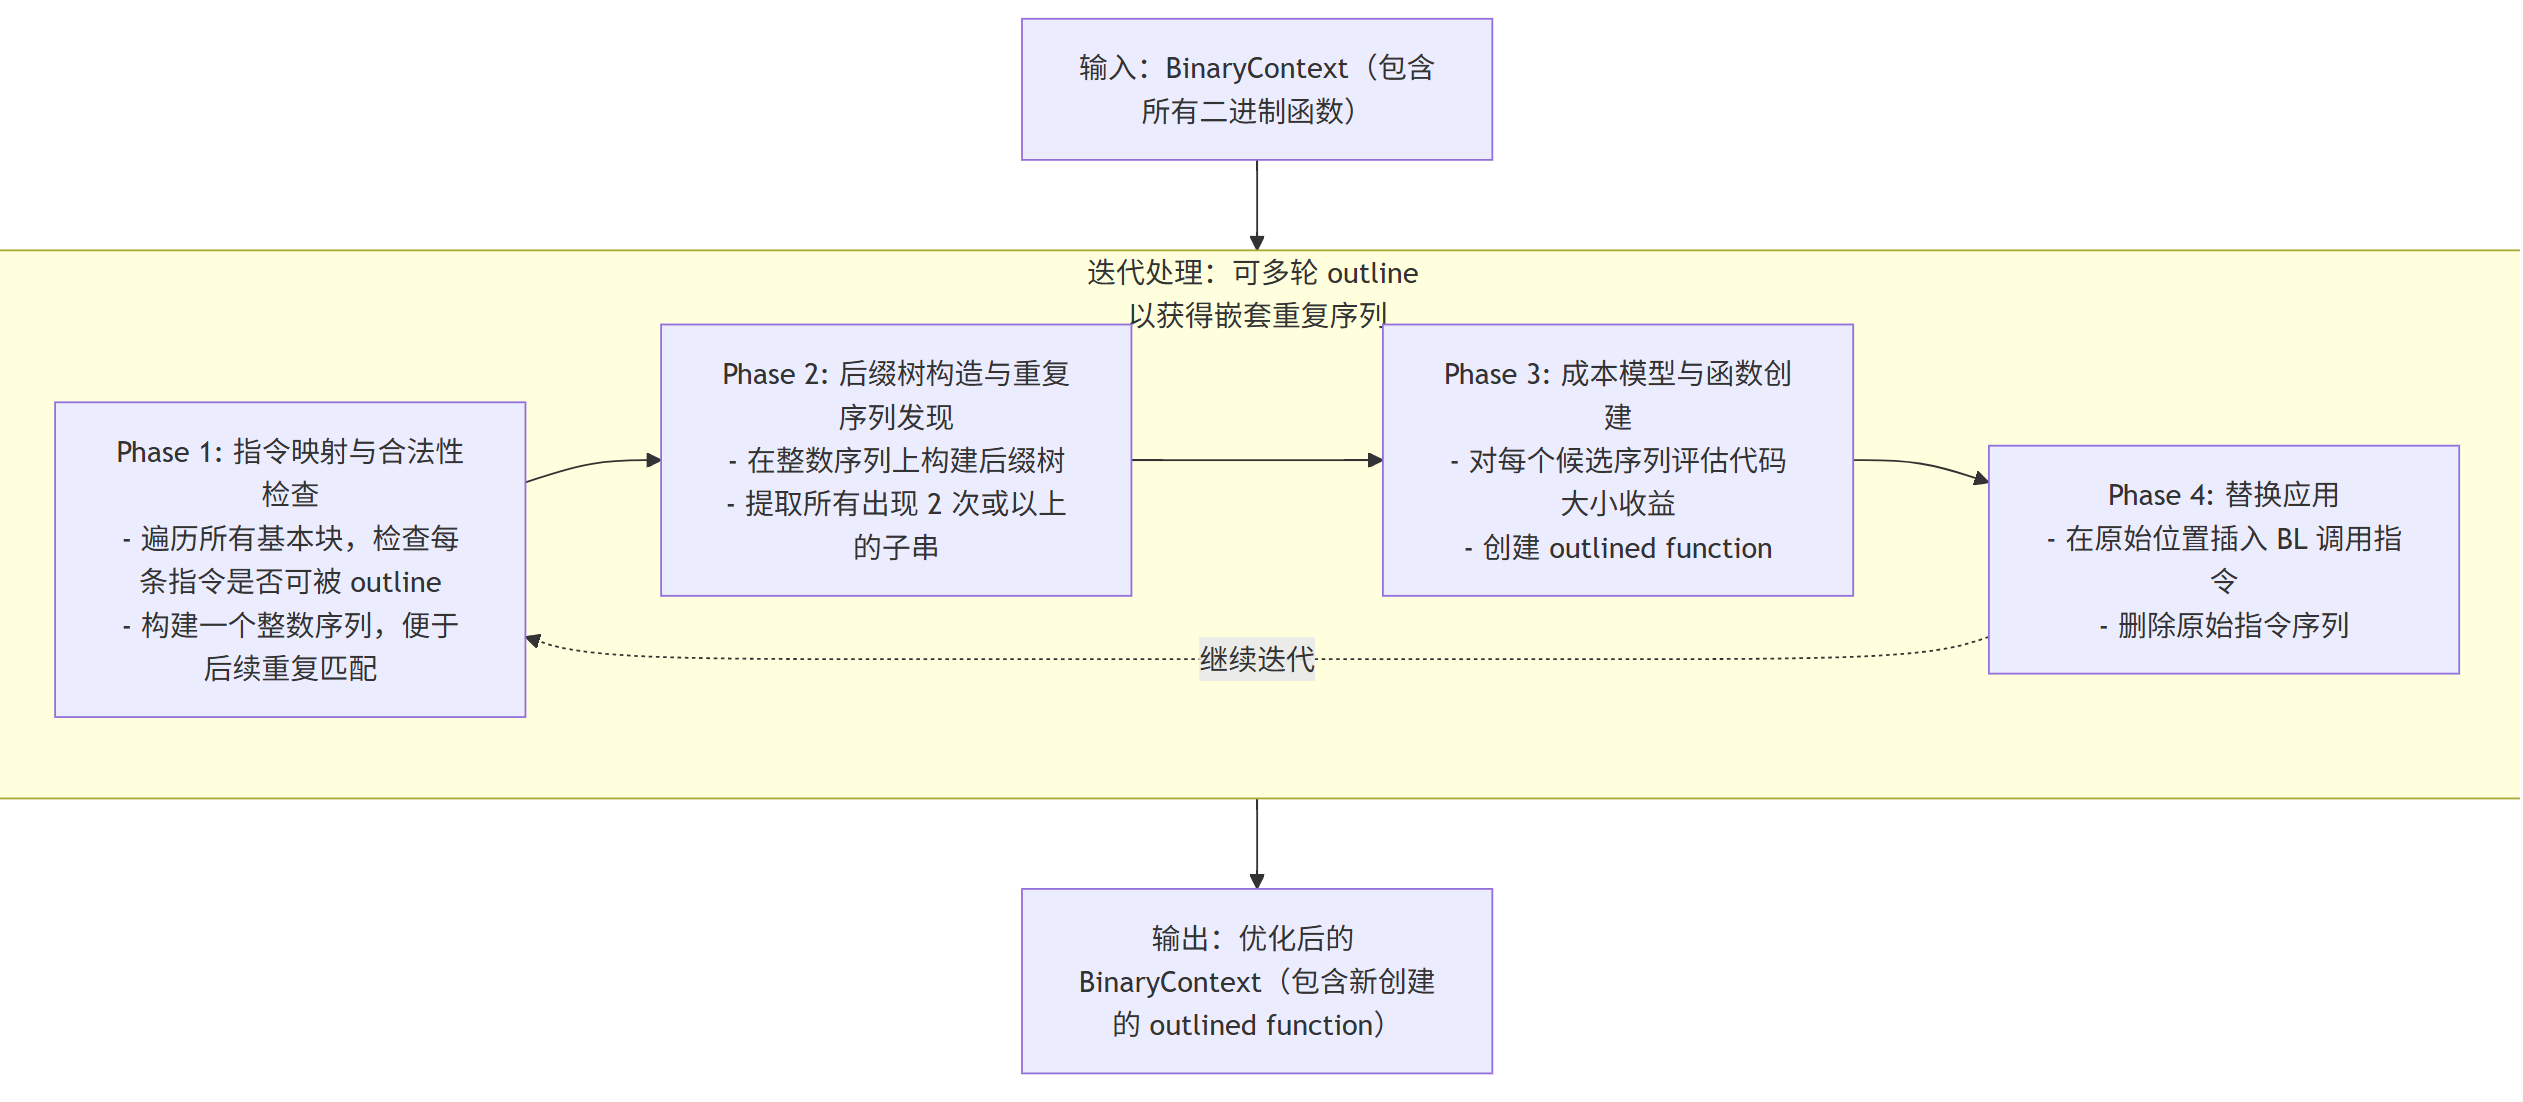 输入：BinaryContext（包含
所有二进制函数）
迭代处理：可多轮 outline
以获得嵌套重复序列
Phase 1: 指令映射与合法性
检查
- 遍历所有基本块，检查每
条指令是否可被 outline
- 构建一个整数序列，便于
后续重复匹配
Phase 2: 后缀树构造与重复
序列发现
- 在整数序列上构建后缀树
- 提取所有出现 2 次或以上
的子串
Phase 3: 成本模型与函数创
建
- 对每个候选序列评估代码
大小收益
- 创建 outlined function
Phase 4: 替换应用
- 在原始位置插入 BL 调用指
令
- 删除原始指令序列
继续迭代
输出：优化后的
BinaryContext（包含新创建
的 outlined function）